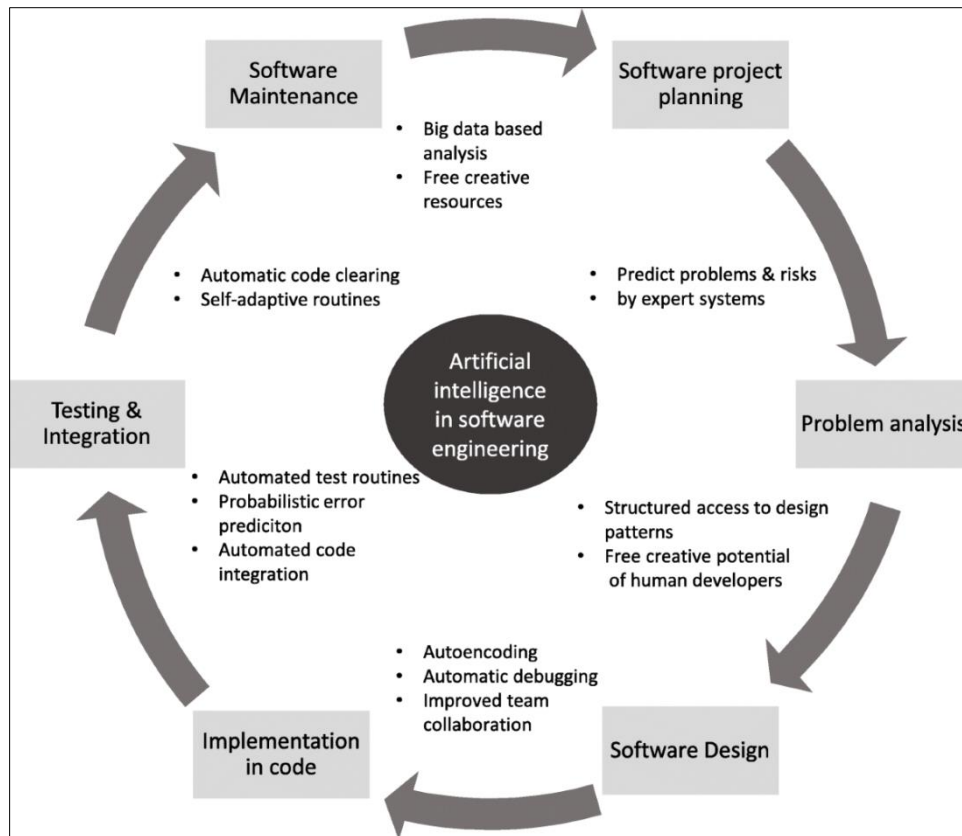 Software
Maintenance
Software project
planning
• Big data based
analysis
• Free creative
resources
• Automatic code clearing
• Self-adaptive routines
• Predict problems & risks
• by expert systems
Artificial
intelligence
in software
engineering
Testing &
Integration
Problem analysis
• Automated test routines
• Probabilistic error
prediciton
• Automated code
integration
• Structured access to design
patterns
• Free creative potential
of human developers
• Autoencoding
• Automatic debugging
• Improved team
collaboration
Implementation
in code
Software Design